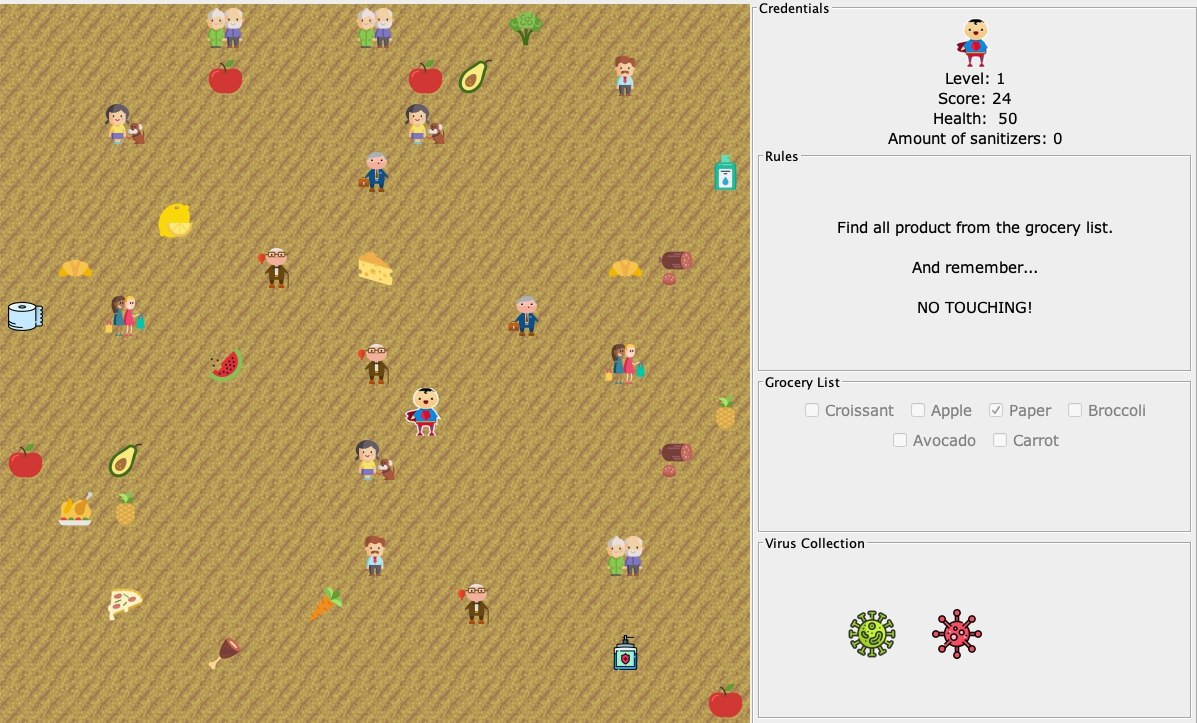 Credentials
Level: 1
Score: 24
Health: 50
Amount of sanitizers: 0
Rules
Find all product from the grocery list.
And remember...
NO TOUCHING!
Grocery List
Croissant Apple Paper Broccoli
Avocado Carrot
Virus Collection